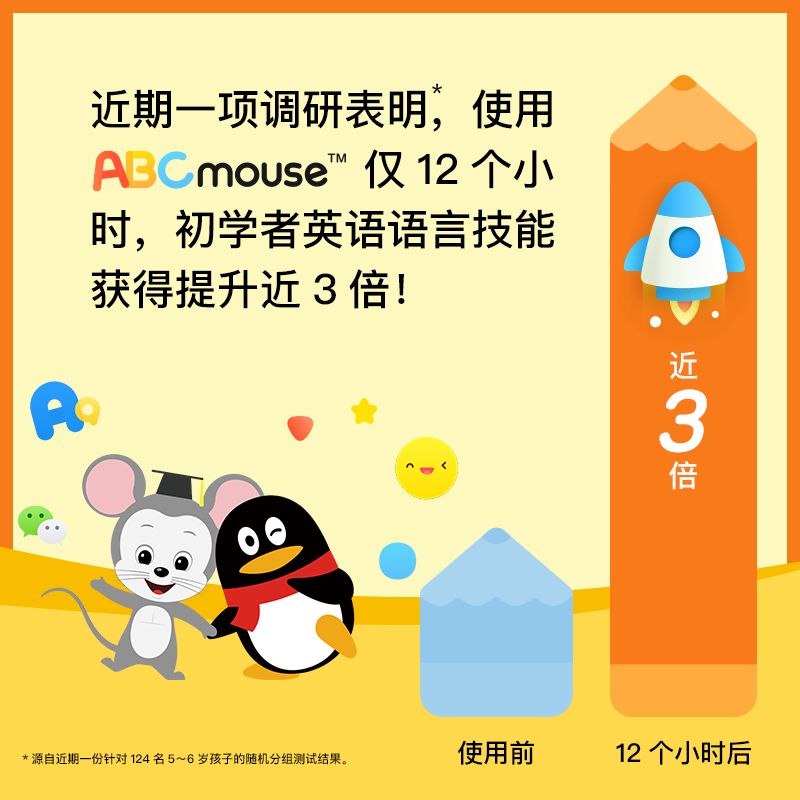 近期一项调研表明*，使用
ABCmouse™ 仅 12 个小
时，初学者英语语言技能
获得提升近 3 倍！
近
3
倍
Aa
使用前
12 个小时后
* 源自近期一份针对 124 名 5～6 岁孩子的随机分组测试结果。